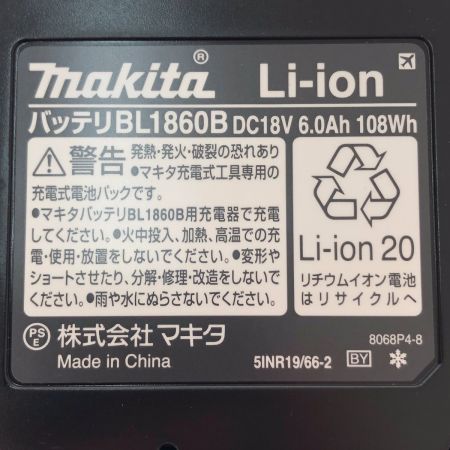 makita® Li-ion
バッテリBL1860B DC18V 6.0Ah 108Wh
⚠警告 発熱・発火・破裂の恐れあり
●マキタ充電式工具専用の
充電式電池パックです。
●マキタバッテリBL1860B用充電器で充電
してください。●火中投入、加熱、高温での充
電・使用・放置をしないでください。●変形や
ショートさせたり、分解・修理・改造をしないで
ください。●雨や水にぬらさないでください。
Li-ion 20
リチウムイオン電池
はリサイクルへ
PSE 株式会社 マキタ
Made in China
8068P4-8
5INR19/66-2 BY